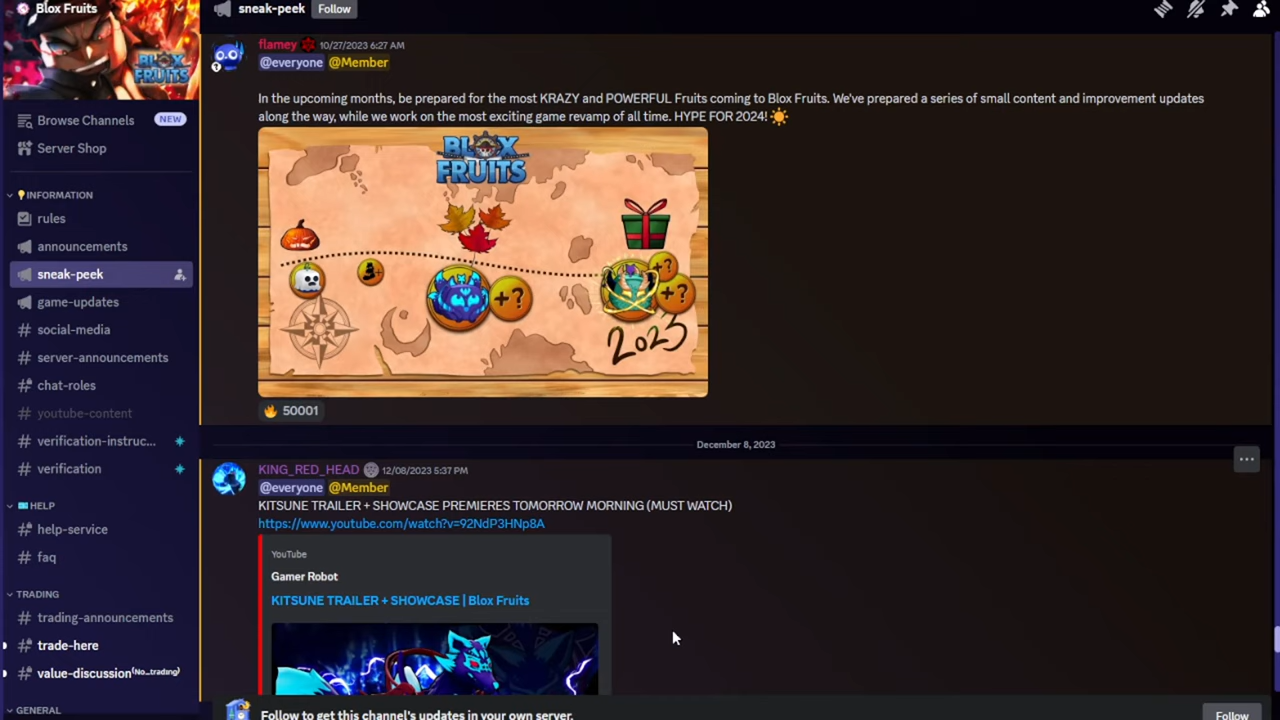 Blox Fruits
BLOX
FRUITS
Browse Channels
NEW
Server Shop
INFORMATION
rules
announcements
sneak-peek
game-updates
social-media
server-announcements
chat-roles
youtube-content
verification-instruc...
verification
HELP
help-service
faq
TRADING
trading-announcements
trade-here
value-discussion(No_trading)
GENERAL
sneak-peek
Follow
flamey 10/27/2023 6:27 AM
@everyone @Member
In the upcoming months, be prepared for the most KRAZY and POWERFUL Fruits coming to Blox Fruits. We've prepared a series of small content and improvement updates
along the way, while we work on the most exciting game revamp of all time. HYPE FOR 2024!
BLOX
FRUITS
+?
+?
+?
2023
50001
December 8, 2023
KING_RED_HEAD 12/08/2023 5:37 PM
@everyone @Member
KITSUNE TRAILER + SHOWCASE PREMIERES TOMORROW MORNING (MUST WATCH)
https://www.youtube.com/watch?v=92NdP3HNp8A
YouTube
Gamer Robot
KITSUNE TRAILER + SHOWCASE | Blox Fruits
Follow to get this channel's updates in your own server.
Follow